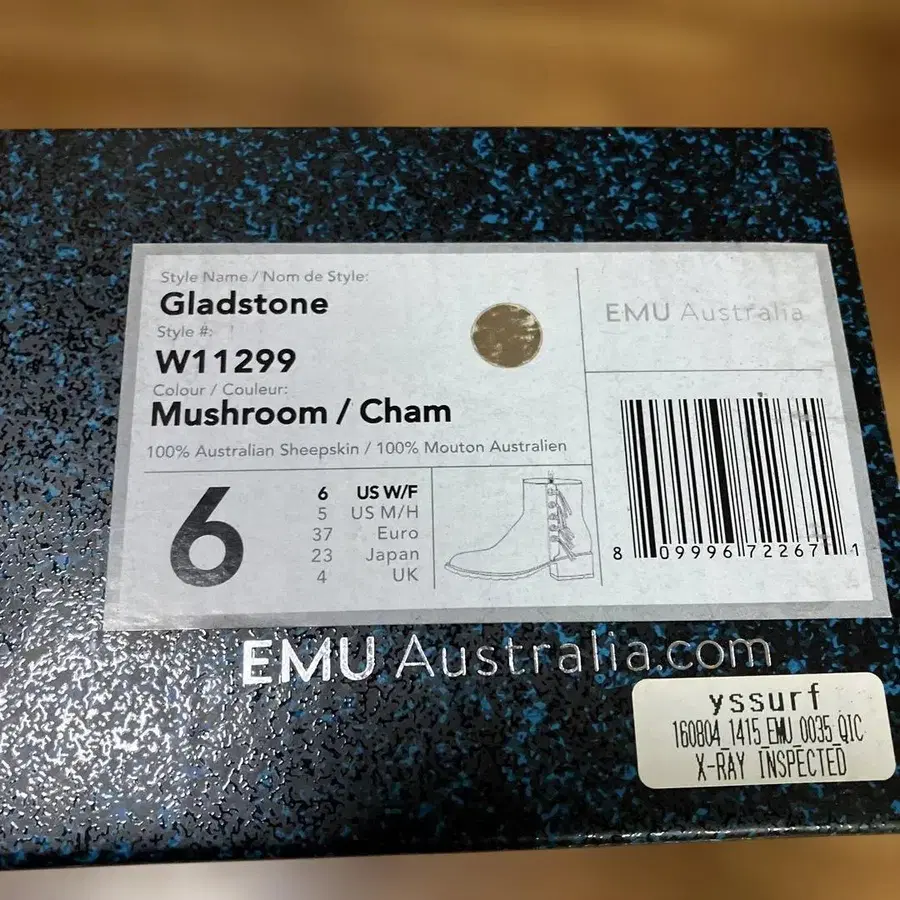 Style Name / Nom de Style:
Gladstone
Style #:
W11299
Colour / Couleur:
Mushroom / Cham
100% Australian Sheepskin / 100% Mouton Australien
6
6 US W/F
5 US M/H
37 Euro
23 Japan
4 UK
EMU Australia
8 09996 72267 1
EMU Australia.com
yssurf
160804_1415_EMU_0035_QIC
X-RAY INSPECTED